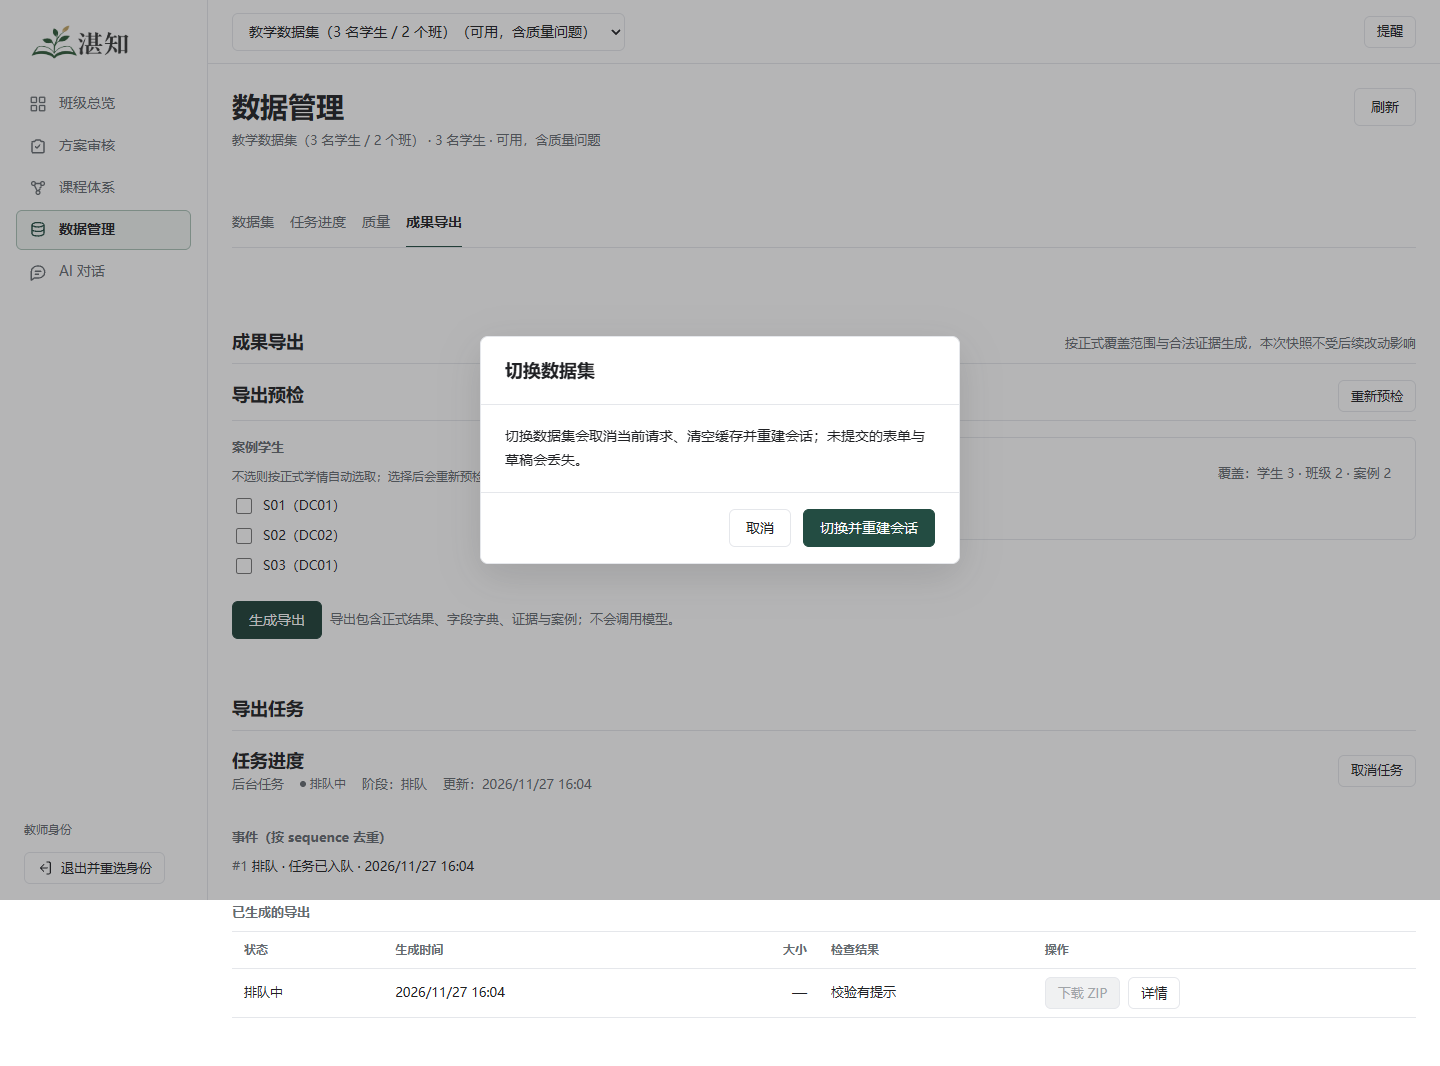 湛知
教学数据集（3 名学生 / 2 个班）（可用，含质量问题）
提醒
班级总览
方案审核
课程体系
数据管理
AI 对话
教师身份
退出并重选身份
数据管理
刷新
教学数据集（3 名学生 / 2 个班） · 3 名学生 · 可用，含质量问题
数据集 任务进度 质量 成果导出
成果导出
按正式覆盖范围与合法证据生成，本次快照不受后续改动影响
导出预检
重新预检
案例学生
不选则按正式学情自动选取；选择后会重新预检
覆盖：学生 3 · 班级 2 · 案例 2
S01（DC01）
S02（DC02）
S03（DC01）
生成导出
导出包含正式结果、字段字典、证据与案例；不会调用模型。
切换数据集
切换数据集会取消当前请求、清空缓存并重建会话；未提交的表单与
草稿会丢失。
取消
切换并重建会话
导出任务
任务进度
后台任务 排队中 阶段：排队 更新：2026/11/27 16:04
取消任务
事件（按 sequence 去重）
#1 排队 · 任务已入队 · 2026/11/27 16:04
已生成的导出
状态 生成时间 大小 检查结果 操作
排队中 2026/11/27 16:04 — 校验有提示 下载 ZIP 详情